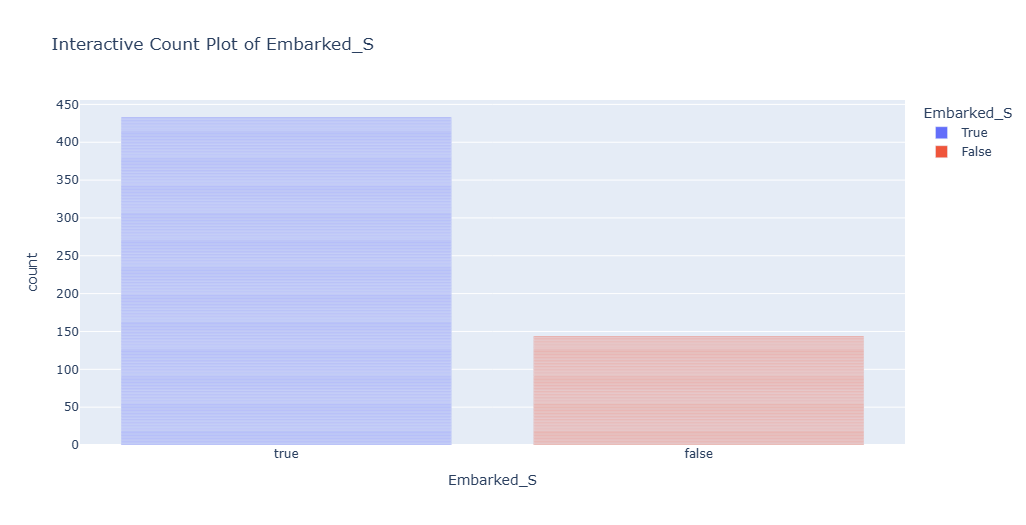 Interactive Count Plot of Embarked_S
Embarked_S
True
False
450
400
350
300
250
200
150
100
50
0
count
true
false
Embarked_S